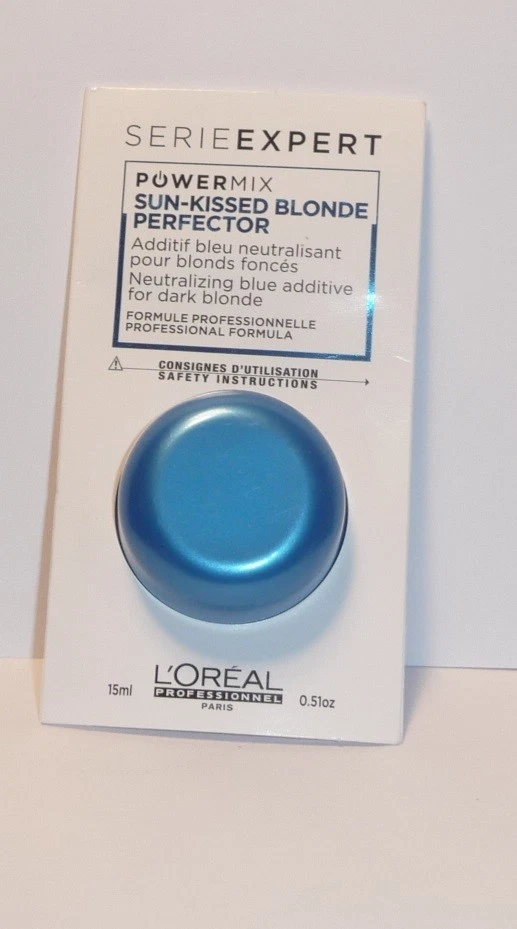 SERIEEXPERT
POWERMIX
SUN-KISSED BLONDE
PERFECTOR
Additif bleu neutralisant
pour blonds foncés
Neutralizing blue additive
for dark blonde
FORMULE PROFESSIONNELLE
PROFESSIONAL FORMULA
CONSIGNES D'UTILISATION
SAFETY INSTRUCTIONS
L'ORÉAL
PROFESSIONNEL
PARIS
15ml
0.51oz